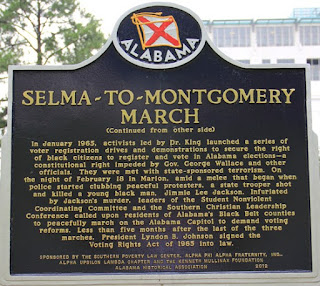 ALABAMA
SELMA-TO-MONTGOMERY
MARCH
(Continued from other side)
In January 1965, activists led by Dr. King launched a series of
voter registration drives and demonstrations to secure the right
of black citizens to register and vote in Alabama elections-a
constitutional right impeded by Gov. George Wallace and other
officials. They were met with state-sponsored terrorism. On
the night of February 18 in Marion, amid a melee that began when
police started clubbing peaceful protesters, a state trooper shot
and killed a young black man, Jimmie Lee Jackson. Infuriated
by Jackson's murder, leaders of the Student Nonviolent
Coordinating Committee and the Southern Christian Leadership
Conference called upon residents of Alabama's Black Belt counties
to peacefully march on the Alabama Capitol to demand voting
reforms. Less than five months after the last of the three
marches, President Lyndon B. Johnson signed the
Voting Rights Act of 1965 into law.
SPONSORED BY THE SOUTHERN POVERTY LAW CENTER, ALPHA PHI ALPHA FRATERNITY, INC.,
ALPHA UPSILON LAMBDA CHAPTER AND THE KENNETH MULLINAX FOUNDATION
ALABAMA HISTORICAL ASSOCIATION 2012